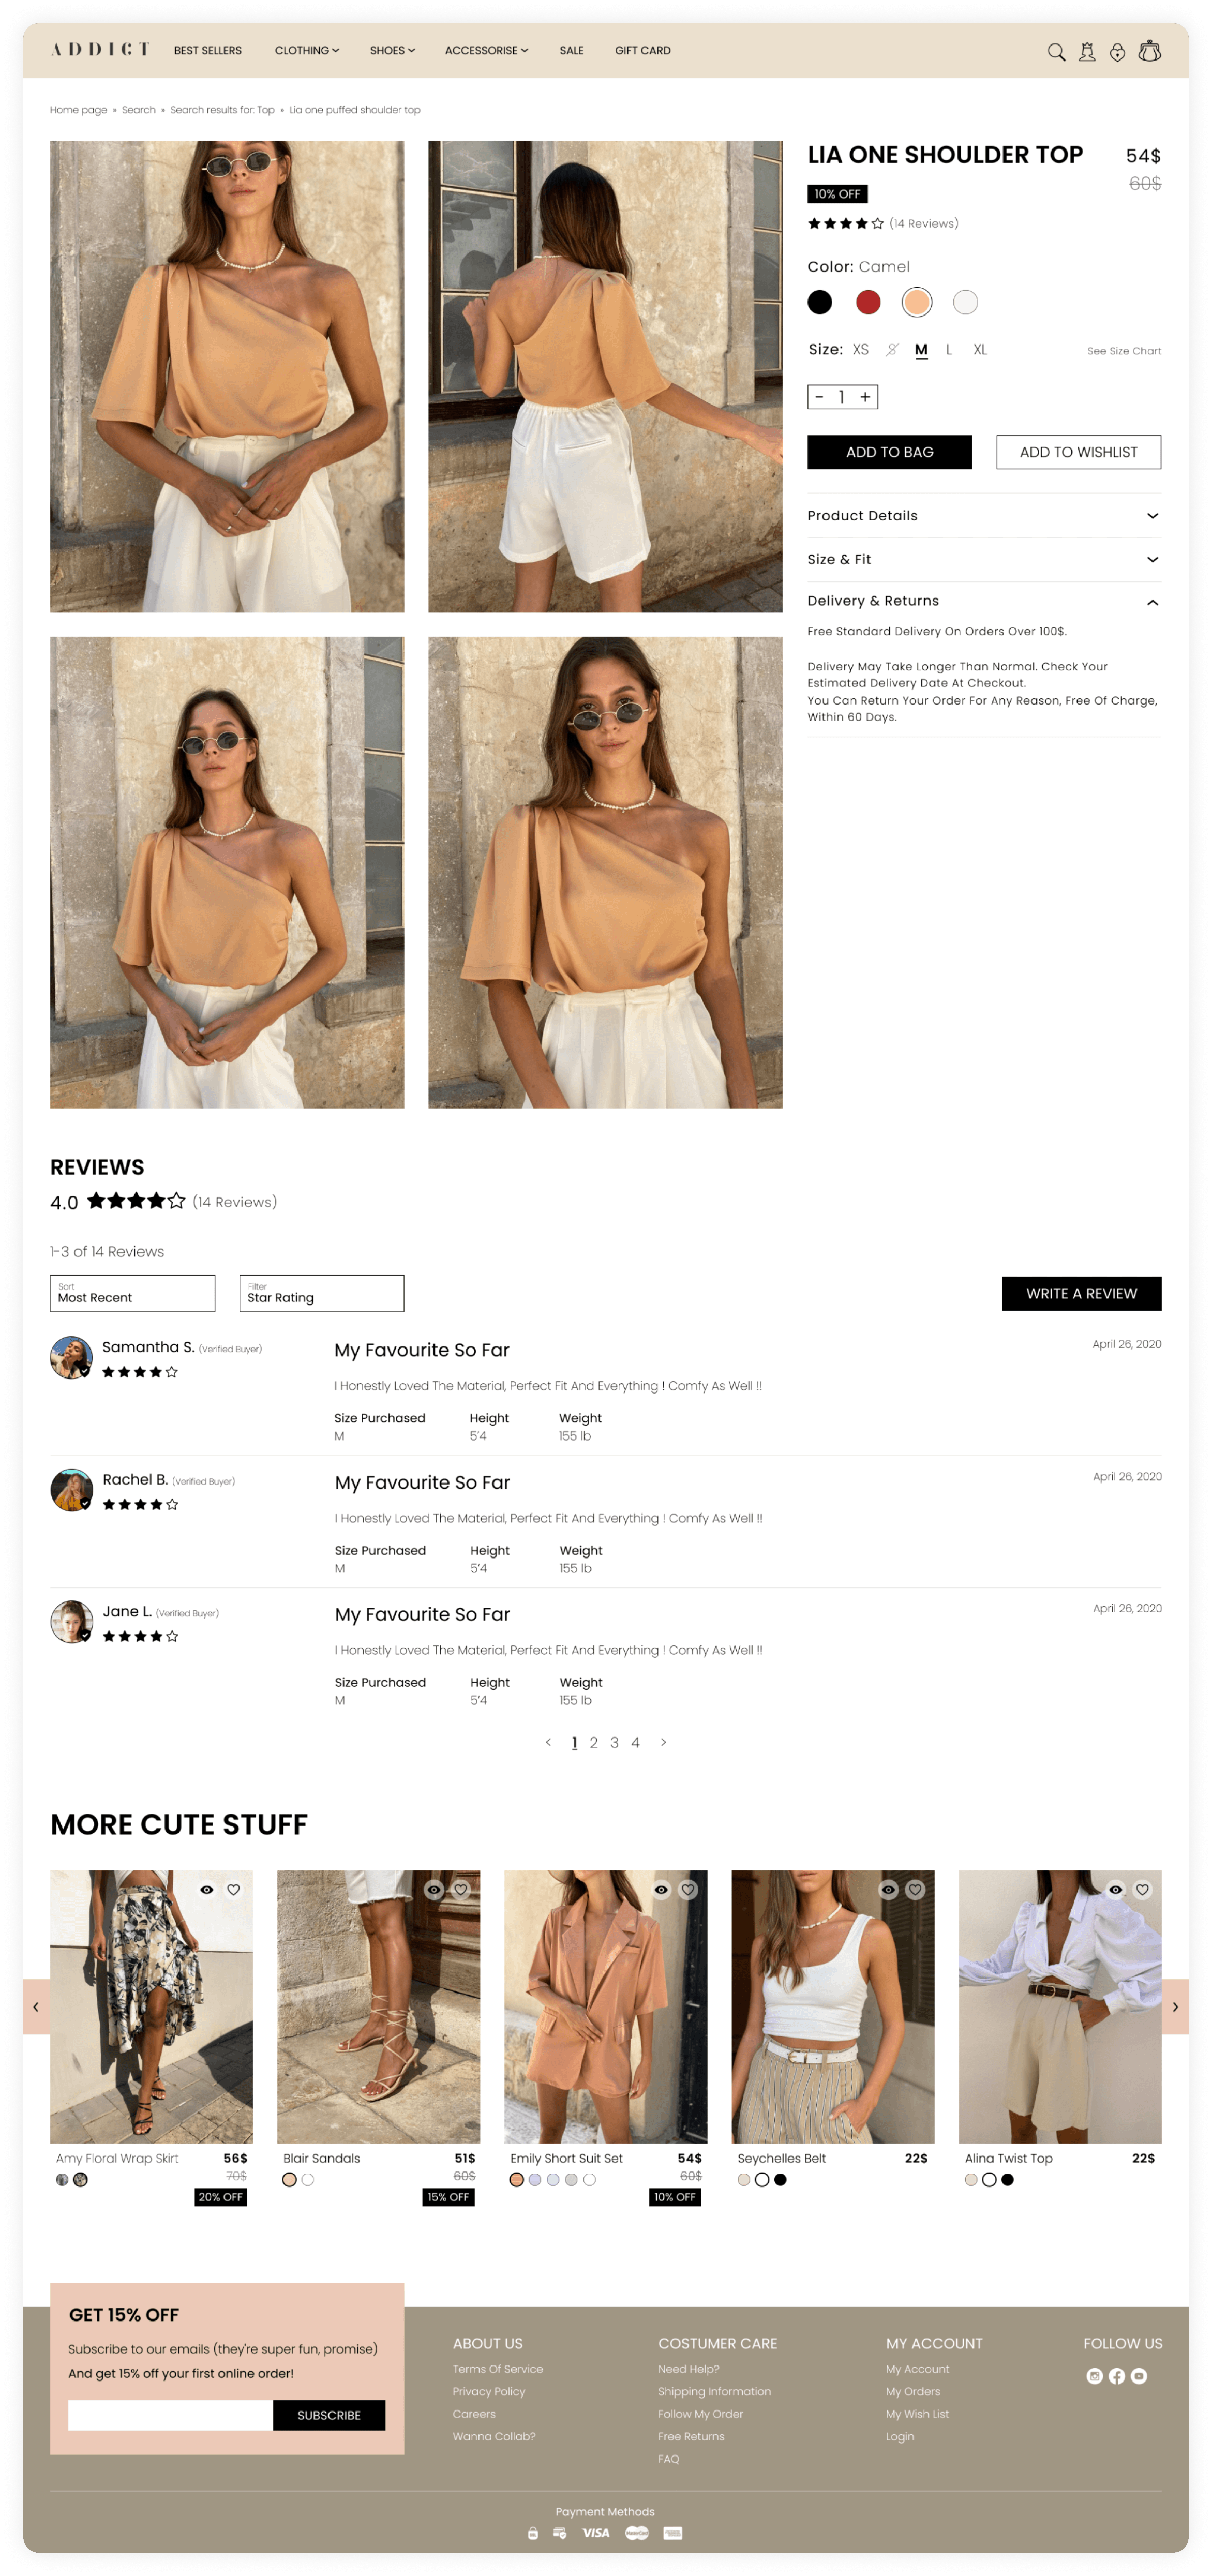 ADDICT
BEST SELLERS
CLOTHING
SHOES
ACCESSORISE
SALE
GIFT CARD
Home page » Search » Search results for: Top » Lia one puffed shoulder top
LIA ONE SHOULDER TOP
54$
60$
10% OFF
(14 Reviews)
Color: Camel
Size: XS S M L XL
See Size Chart
- 1 +
ADD TO BAG
ADD TO WISHLIST
Product Details
Size & Fit
Delivery & Returns
Free Standard Delivery On Orders Over 100$.
Delivery May Take Longer Than Normal. Check Your
Estimated Delivery Date At Checkout.
You Can Return Your Order For Any Reason, Free Of Charge,
Within 60 Days.
REVIEWS
4.0 (14 Reviews)
1-3 of 14 Reviews
Sort
Most Recent
Filter
Star Rating
WRITE A REVIEW
Samantha S. (Verified Buyer)
My Favourite So Far
April 26, 2020
I Honestly Loved The Material, Perfect Fit And Everything ! Comfy As Well !!
Size Purchased Height Weight
M 5'4 155 lb
Rachel B. (Verified Buyer)
My Favourite So Far
April 26, 2020
I Honestly Loved The Material, Perfect Fit And Everything ! Comfy As Well !!
Size Purchased Height Weight
M 5'4 155 lb
Jane L. (Verified Buyer)
My Favourite So Far
April 26, 2020
I Honestly Loved The Material, Perfect Fit And Everything ! Comfy As Well !!
Size Purchased Height Weight
M 5'4 155 lb
< 1 2 3 4 >
MORE CUTE STUFF
Amy Floral Wrap Skirt 56$
70$
20% OFF
Blair Sandals 51$
60$
15% OFF
Emily Short Suit Set 54$
60$
10% OFF
Seychelles Belt 22$
Alina Twist Top 22$
GET 15% OFF
Subscribe to our emails (they're super fun, promise)
And get 15% off your first online order!
SUBSCRIBE
ABOUT US
Terms Of Service
Privacy Policy
Careers
Wanna Collab?
COSTUMER CARE
Need Help?
Shipping Information
Follow My Order
Free Returns
FAQ
MY ACCOUNT
My Account
My Orders
My Wish List
Login
FOLLOW US
Payment Methods
VISA